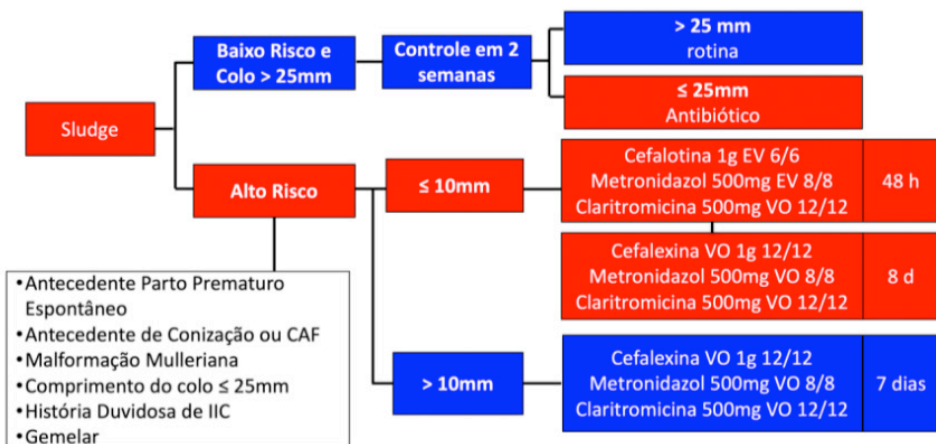 Sludge
Baixo Risco e
Colo > 25mm
Controle em 2
semanas
> 25 mm
rotina
≤ 25mm
Antibiótico
Alto Risco
≤ 10mm
Cefalotina 1g EV 6/6
Metronidazol 500mg EV 8/8
Claritromicina 500mg VO 12/12
48 h
Cefalexina VO 1g 12/12
Metronidazol 500mg VO 8/8
Claritromicina 500mg VO 12/12
8 d
> 10mm
Cefalexina VO 1g 12/12
Metronidazol 500mg VO 8/8
Claritromicina 500mg VO 12/12
7 dias
•Antecedente Parto Prematuro
Espontâneo
•Antecedente de Conização ou CAF
•Malformação Mulleriana
•Comprimento do colo ≤ 25mm
•História Duvidosa de IIC
•Gemelar